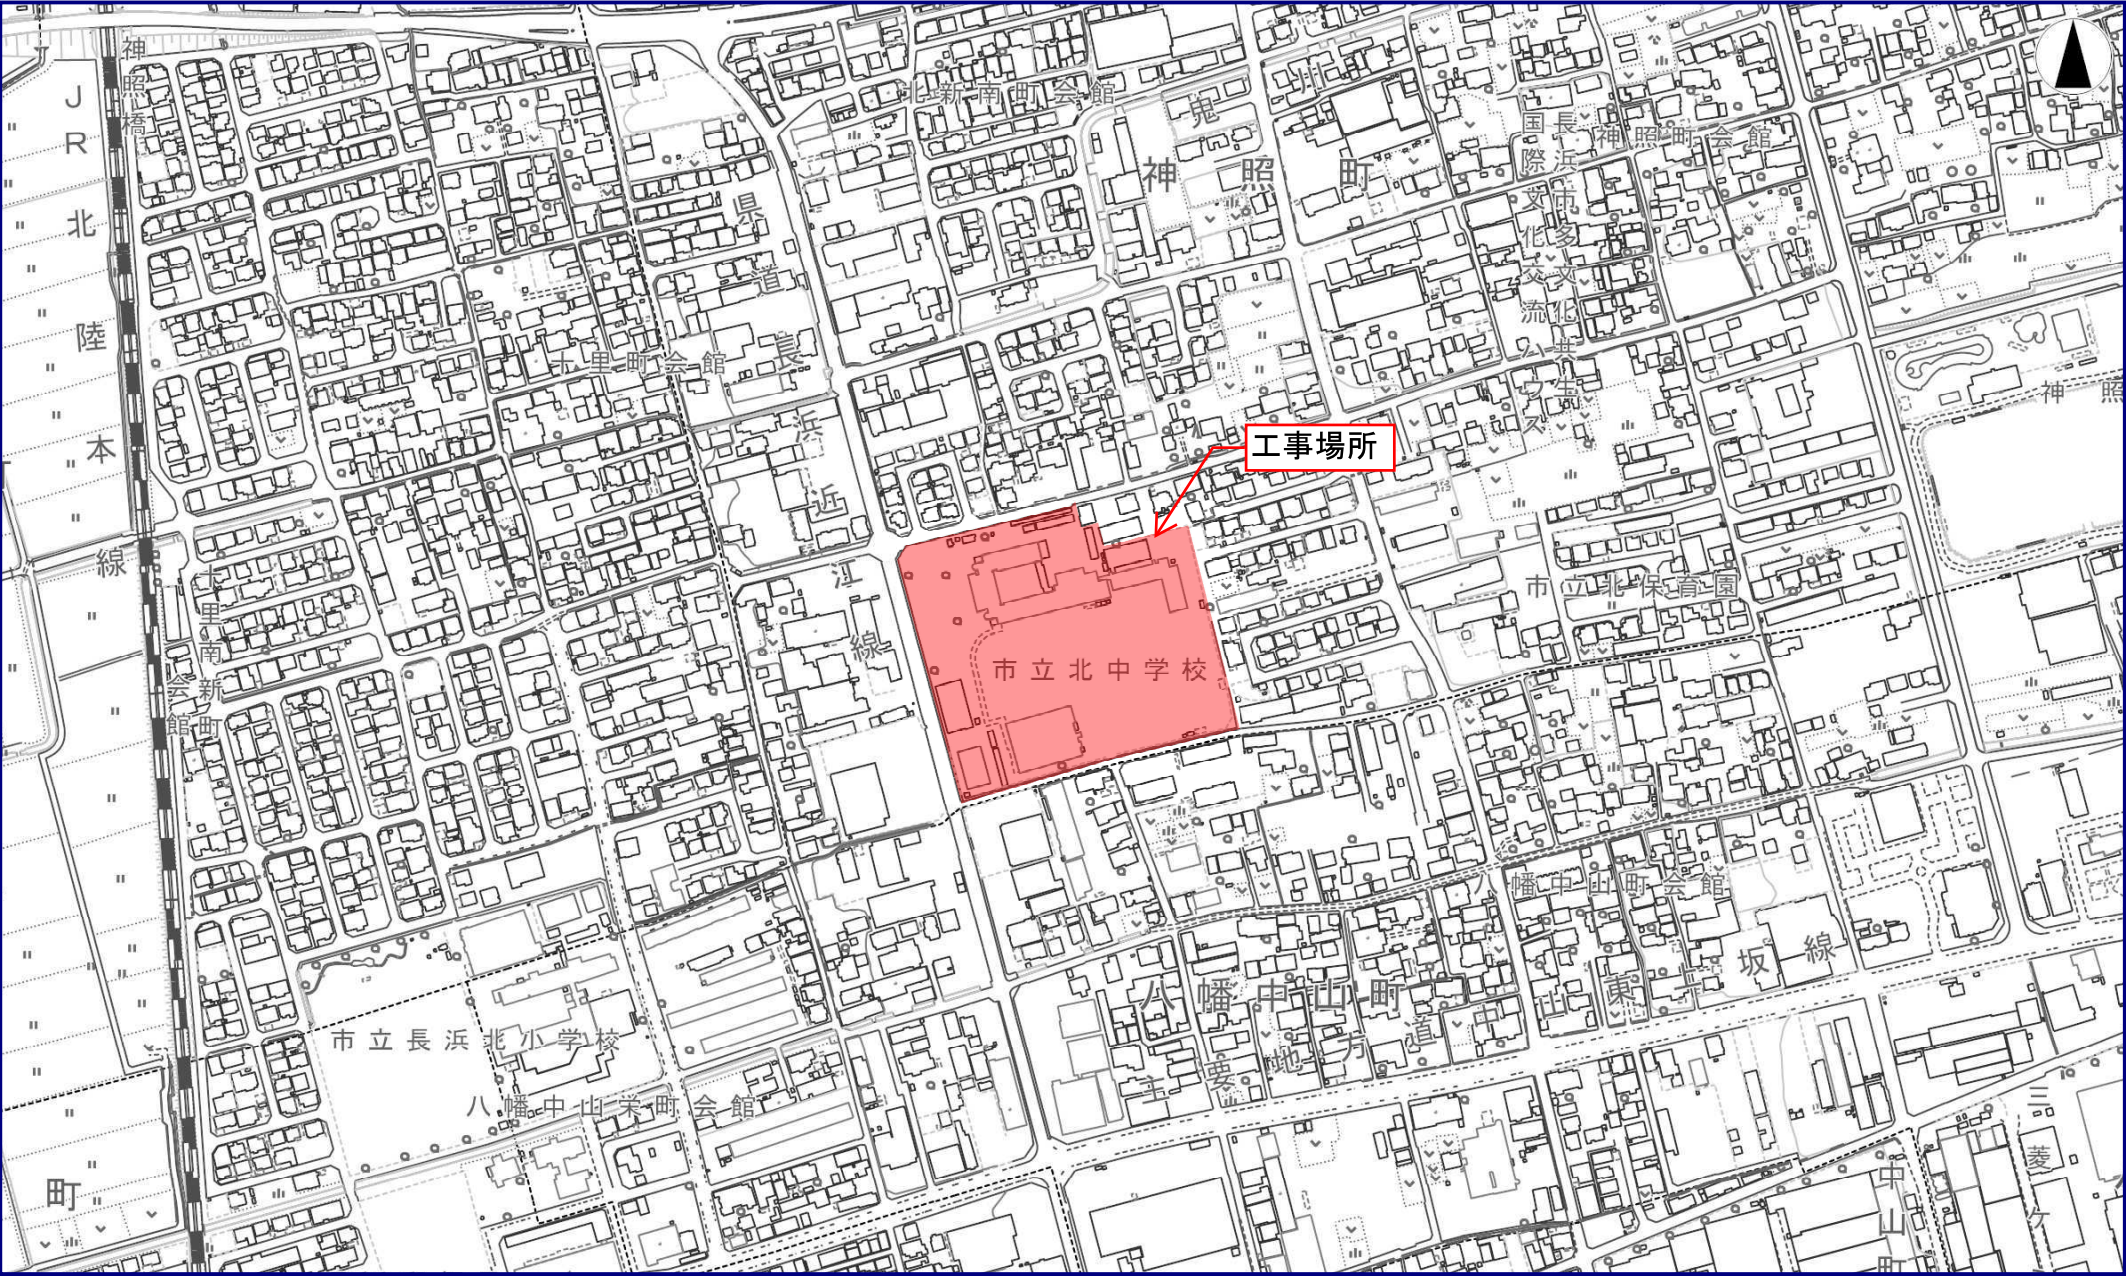 神照橋
JR北陸本線
北新南町会館
鬼
川
神照町
長浜市多文化共生
国際文化交流ハウス
神照町会館
県道
長浜近江線
十里町会館
神照
工事場所
市立北保育園
十里南新町
会館
市立北中学校
八幡中山町会館
東上坂線
八幡中山町
主要地方道中山
市立長浜北小学校
八幡中山栄町会館
三菱ケ
中山町
町